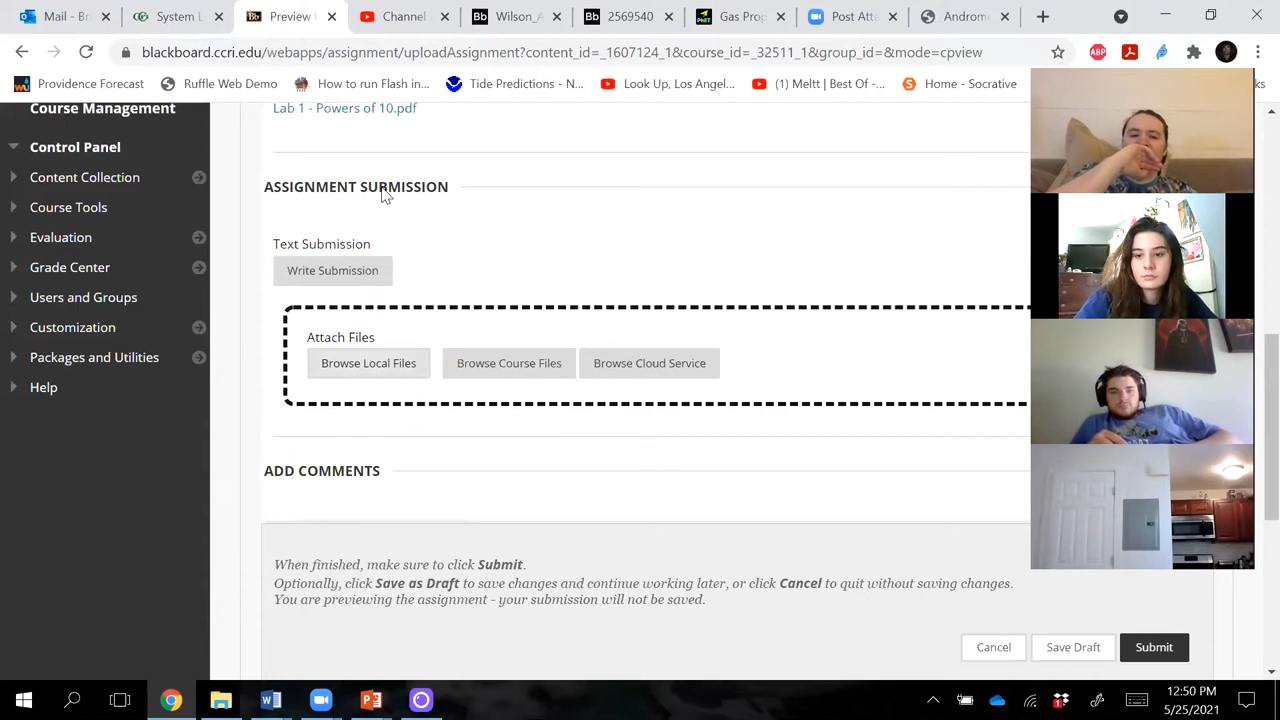 Mail - Bri
System L
Preview U
Channel
Wilson_A
2569540
Gas Prop
Post Atte
Androme
blackboard.ccri.edu/webapps/assignment/uploadAssignment?content_id=_1607124_1&course_id=_32511_1&group_id=&mode=cpview
Providence Forecast
Ruffle Web Demo
How to run Flash in...
Tide Predictions - N...
Look Up, Los Angel...
(1) Meltt | Best Of -...
Home - Socrative
Course Management
Control Panel
Content Collection
Course Tools
Evaluation
Grade Center
Users and Groups
Customization
Packages and Utilities
Help
Lab 1 - Powers of 10.pdf
ASSIGNMENT SUBMISSION
Text Submission
Write Submission
Attach Files
Browse Local Files
Browse Course Files
Browse Cloud Service
ADD COMMENTS
When finished, make sure to click Submit.
Optionally, click Save as Draft to save changes and continue working later, or click Cancel to quit without saving changes.
You are previewing the assignment - your submission will not be saved.
Cancel
Save Draft
Submit
12:50 PM
5/25/2021